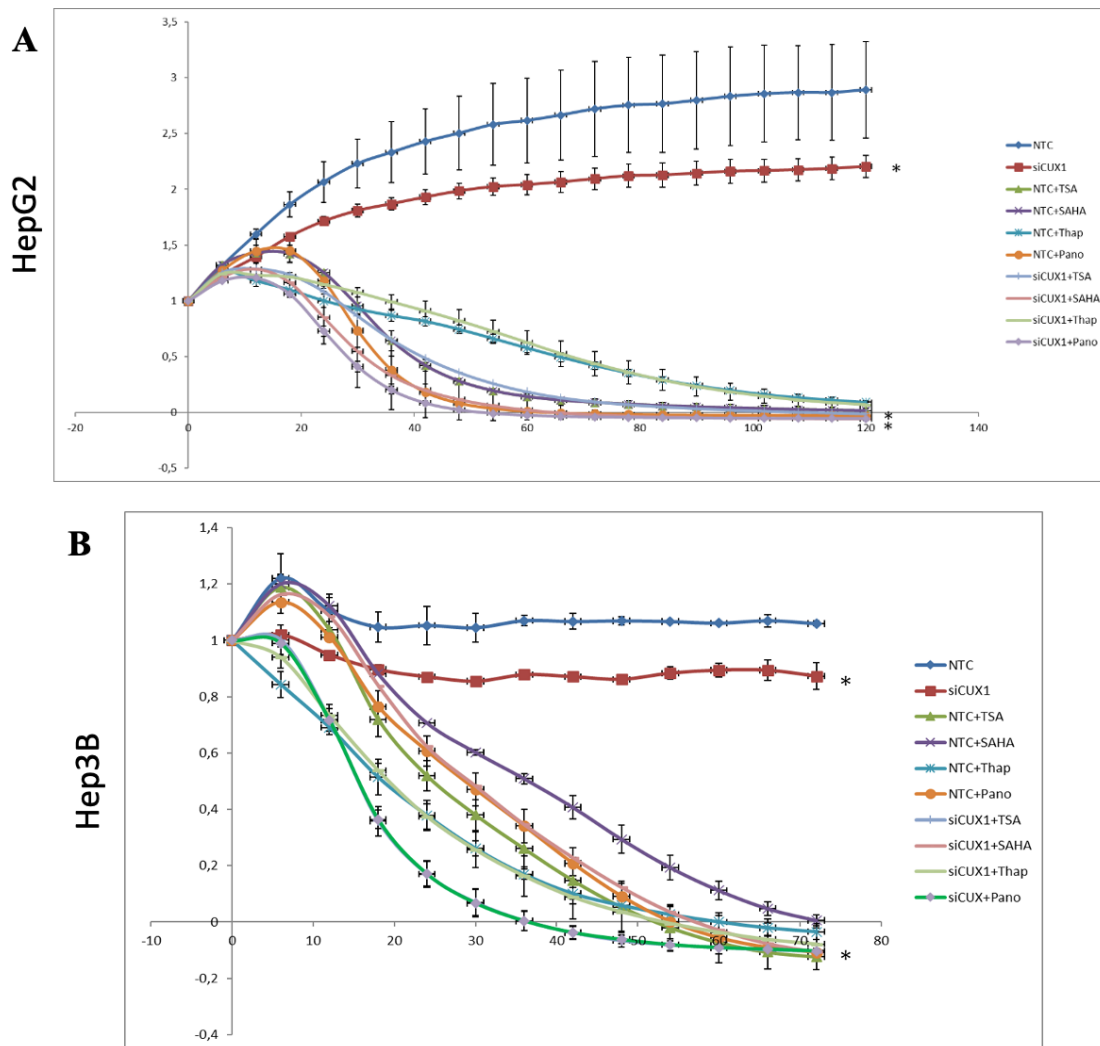 A
HepG2
3,5
3
2,5
2
1,5
1
0,5
0
-0,5
-20
0
20
40
60
80
100
120
140
*
*
*
NTC
siCUX1
NTC+TSA
NTC+SAHA
NTC+Thap
NTC+Pano
siCUX1+TSA
siCUX1+SAHA
siCUX1+Thap
siCUX1+Pano
B
Hep3B
1,4
1,2
1
0,8
0,6
0,4
0,2
0
-0,2
-0,4
-10
0
10
20
30
40
50
60
70
80
*
*
NTC
siCUX1
NTC+TSA
NTC+SAHA
NTC+Thap
NTC+Pano
siCUX1+TSA
siCUX1+SAHA
siCUX1+Thap
siCUX+Pano